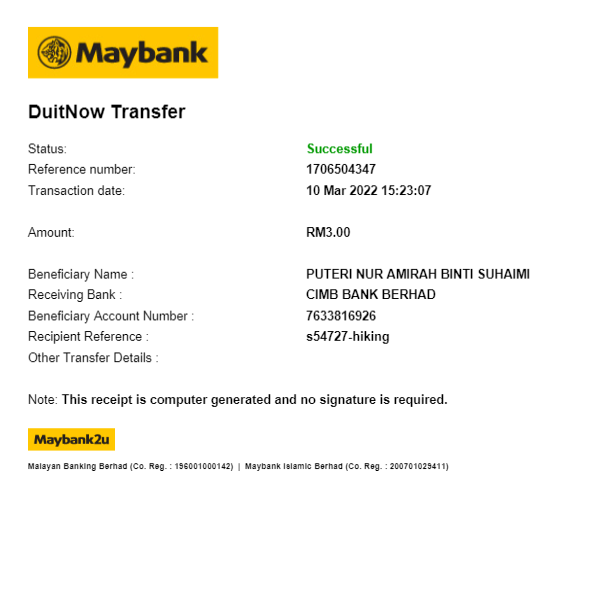 Maybank
DuitNow Transfer
Status: Successful
Reference number: 1706504347
Transaction date: 10 Mar 2022 15:23:07
Amount: RM3.00
Beneficiary Name : PUTERI NUR AMIRAH BINTI SUHAIMI
Receiving Bank : CIMB BANK BERHAD
Beneficiary Account Number : 7633816926
Recipient Reference : s54727-hiking
Other Transfer Details :
Note: This receipt is computer generated and no signature is required.
Maybank2u
Malayan Banking Berhad (Co. Reg. : 196001000142) | Maybank Islamic Berhad (Co. Reg. : 200701029411)